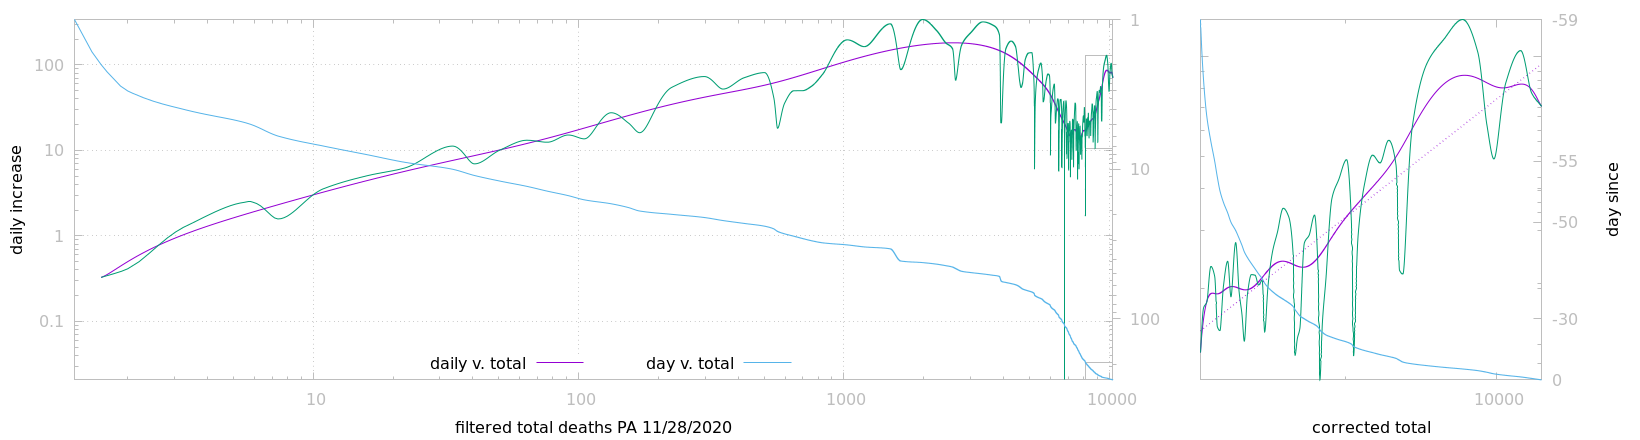 daily increase
100
10
1
0.1
10
100
1000
10000
filtered total deaths PA 11/28/2020
daily v. total
day v. total
1
10
100
10000
corrected total
-59
-55
-50
-30
0
day since